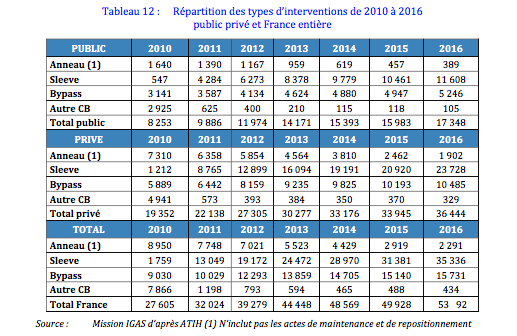 Tableau 12 : Répartition des types d'interventions de 2010 à 2016
public privé et France entière
PUBLIC 2010 2011 2012 2013 2014 2015 2016
Anneau (1) 1 640 1 390 1 167 959 619 457 389
Sleeve 547 4 284 6 273 8 378 9 779 10 461 11 608
Bypass 3 141 3 587 4 134 4 624 4 880 4 947 5 246
Autre CB 2 925 625 400 210 115 118 105
Total public 8 253 9 886 11 974 14 171 15 393 15 983 17 348
PRIVE 2010 2011 2012 2013 2014 2015 2016
Anneau (1) 7 310 6 358 5 854 4 564 3 810 2 462 1 902
Sleeve 1 212 8 765 12 899 16 094 19 191 20 920 23 728
Bypass 5 889 6 442 8 159 9 235 9 825 10 193 10 485
Autre CB 4 941 573 393 384 350 370 329
Total privé 19 352 22 138 27 305 30 277 33 176 33 945 36 444
TOTAL 2010 2011 2012 2013 2014 2015 2016
Anneau (1) 8 950 7 748 7 021 5 523 4 429 2 919 2 291
Sleeve 1 759 13 049 19 172 24 472 28 970 31 381 35 336
Bypass 9 030 10 029 12 293 13 859 14 705 15 140 15 731
Autre CB 7 866 1 198 793 594 465 488 434
Total France 27 605 32 024 39 279 44 448 48 569 49 928 53 92
Source : Mission IGAS d'après ATIH (1) N'inclut pas les actes de maintenance et de repositionnement